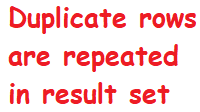 Duplicate rows
are repeated
in result set